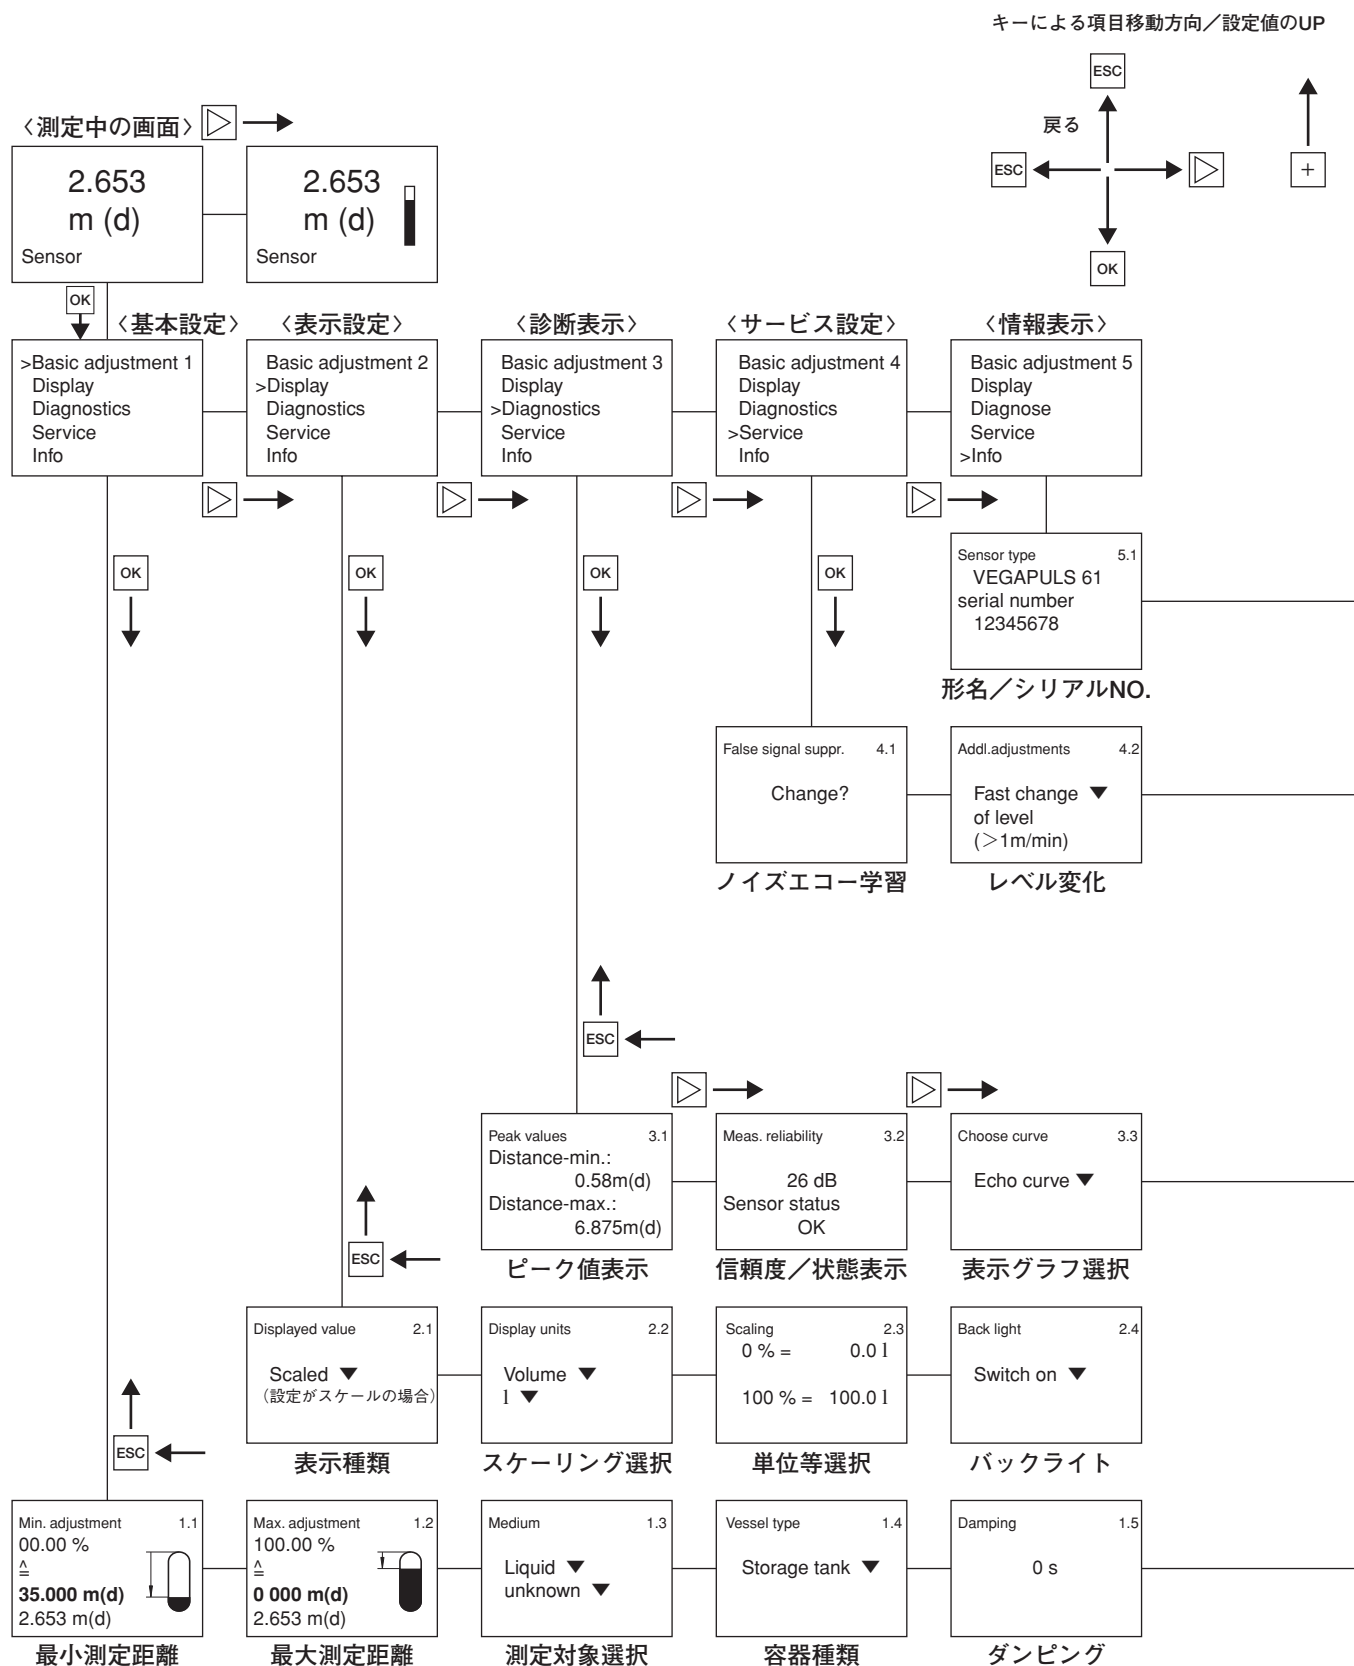 キーによる項目移動方向／設定値のUP
ESC
戻る
ESC
+
OK
〈測定中の画面〉
2.653
m (d)
Sensor
2.653
m (d)
Sensor
OK
〈基本設定〉
〈表示設定〉
〈診断表示〉
〈サービス設定〉
〈情報表示〉
>Basic adjustment 1
Display
Diagnostics
Service
Info
Basic adjustment 2
>Display
Diagnostics
Service
Info
Basic adjustment 3
Display
>Diagnostics
Service
Info
Basic adjustment 4
Display
Diagnostics
>Service
Info
Basic adjustment 5
Display
Diagnose
Service
>Info
OK
OK
OK
OK
Sensor type 5.1
VEGAPULS 61
serial number
12345678
形名／シリアルNO.
False signal suppr. 4.1
Change?
ノイズエコー学習
Addl.adjustments 4.2
Fast change ▼
of level
(＞1m/min)
レベル変化
ESC
Peak values 3.1
Distance-min.:
0.58m(d)
Distance-max.:
6.875m(d)
ピーク値表示
Meas. reliability 3.2
26 dB
Sensor status
OK
信頼度／状態表示
Choose curve 3.3
Echo curve ▼
表示グラフ選択
ESC
Displayed value 2.1
Scaled ▼
（設定がスケールの場合）
表示種類
Display units 2.2
Volume ▼
l ▼
スケーリング選択
Scaling 2.3
0 % = 0.0 l
100 % = 100.0 l
単位等選択
Back light 2.4
Switch on ▼
バックライト
ESC
Min. adjustment 1.1
00.00 %
≙
35.000 m(d)
2.653 m(d)
最小測定距離
Max. adjustment 1.2
100.00 %
≙
0 000 m(d)
2.653 m(d)
最大測定距離
Medium 1.3
Liquid ▼
unknown ▼
測定対象選択
Vessel type 1.4
Storage tank ▼
容器種類
Damping 1.5
0 s
ダンピング